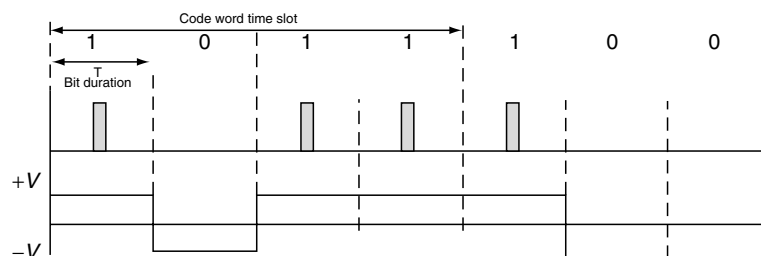 Code word time slot
1 0 1 1 1 0 0
T
Bit duration
+V
−V